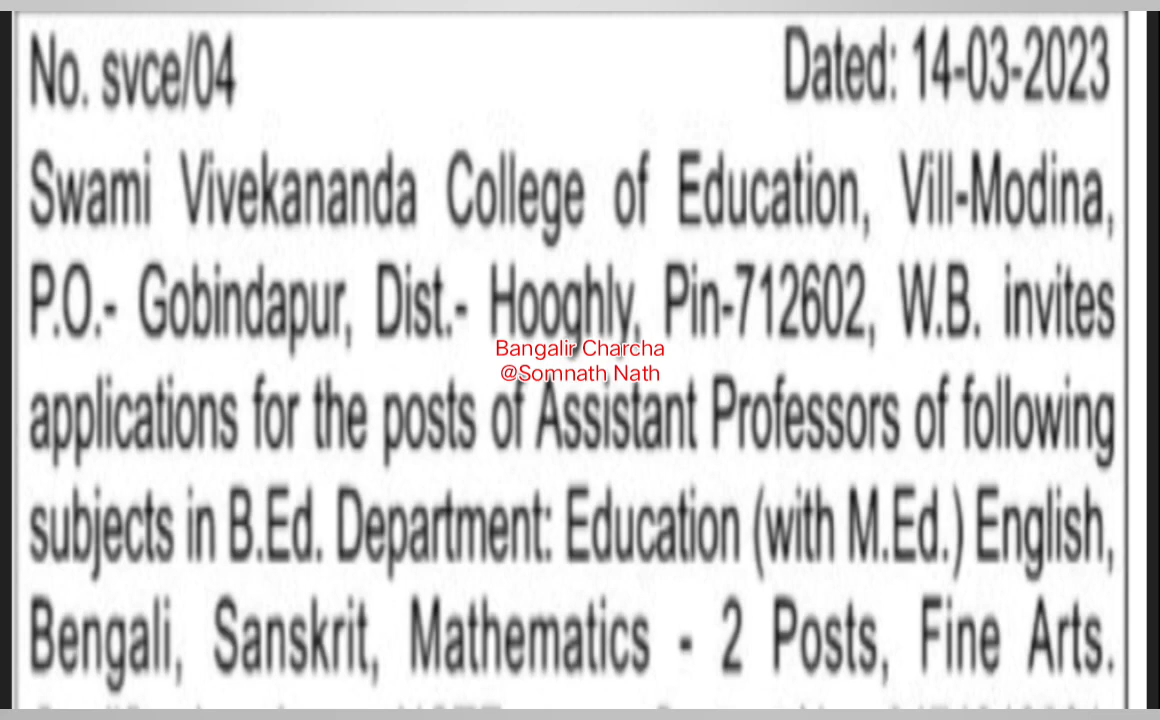 No. svce/04 Dated: 14-03-2023
Swami Vivekananda College of Education, Vill-Modina,
P.O.- Gobindapur, Dist.- Hooghly, Pin-712602, W.B. invites
Bangalir Charcha
@Somnath Nath
applications for the posts of Assistant Professors of following
subjects in B.Ed. Department: Education (with M.Ed.) English,
Bengali, Sanskrit, Mathematics - 2 Posts, Fine Arts.